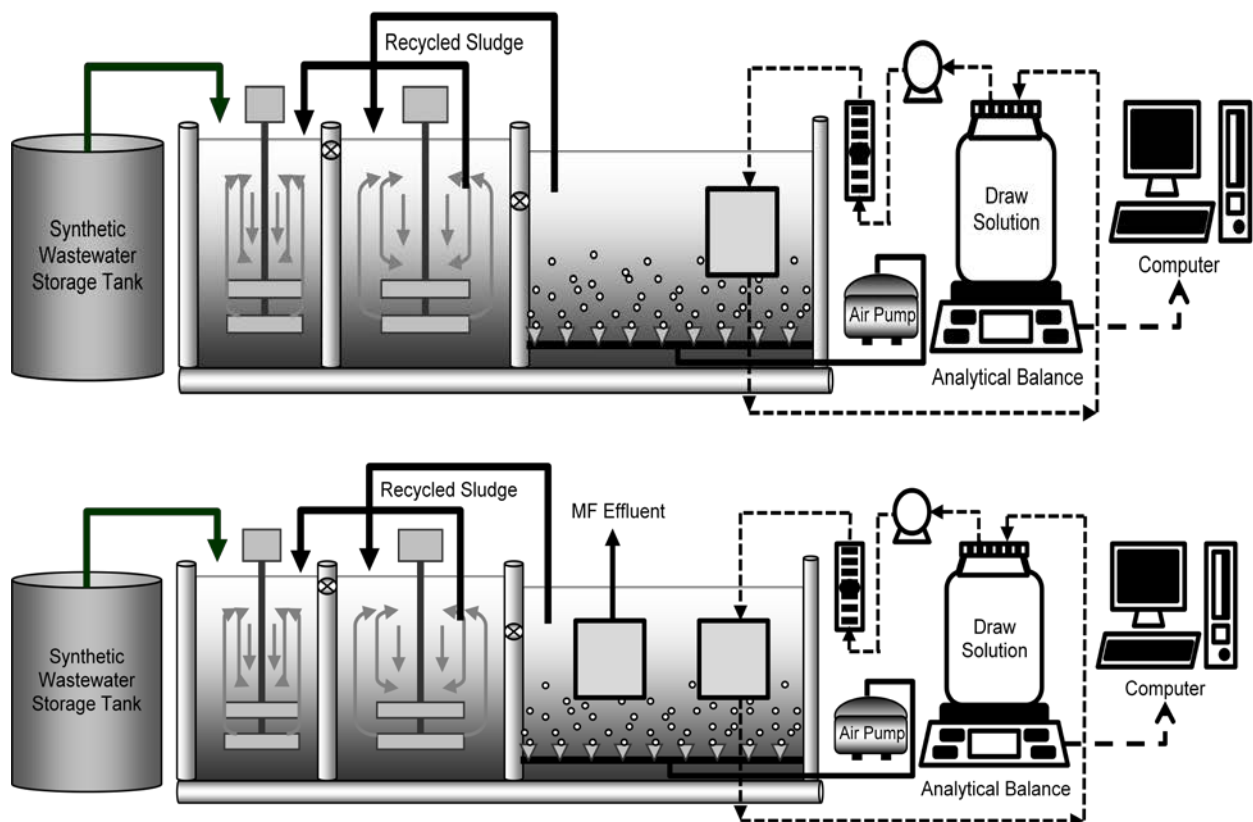 Recycled Sludge
Synthetic
Wastewater
Storage Tank
Draw
Solution
Air Pump
Computer
Analytical Balance
Recycled Sludge
MF Effluent
Synthetic
Wastewater
Storage Tank
Draw
Solution
Air Pump
Computer
Analytical Balance